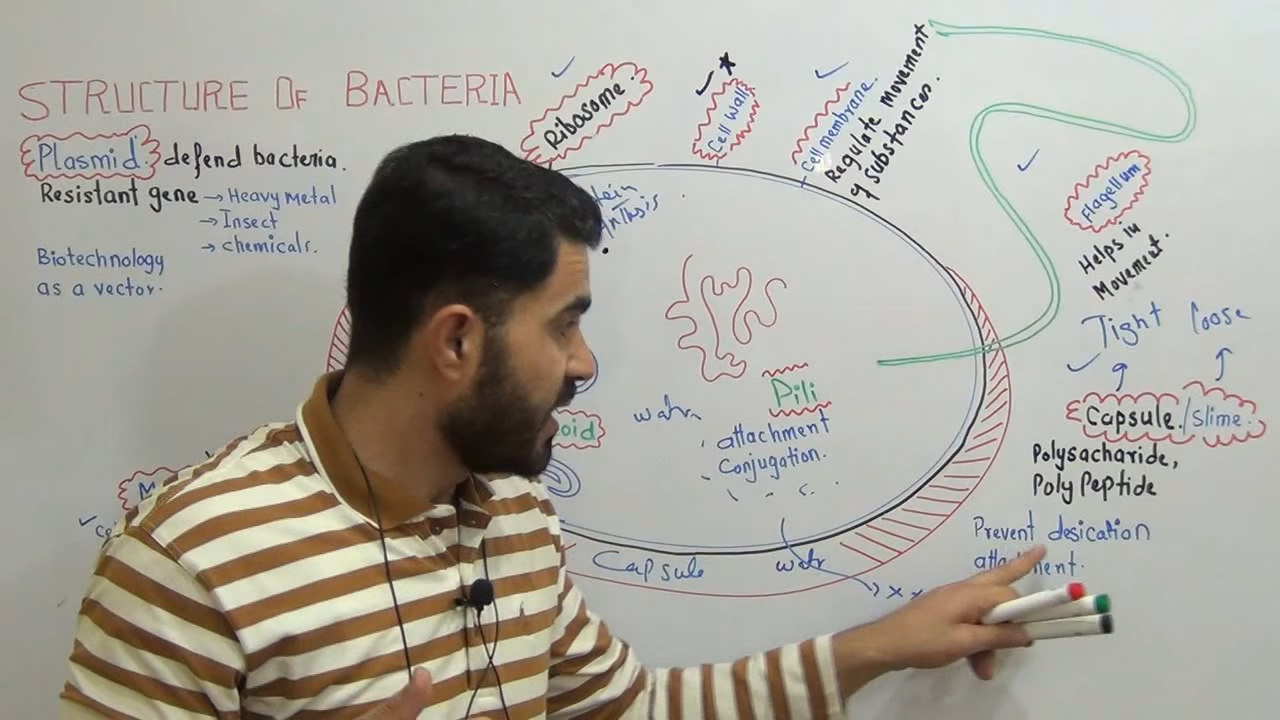 STRUCTURE OF BACTERIA
Plasmid. defend bacteria.
Resistant gene → Heavy Metal
→ Insect
→ chemicals.
Biotechnology
as a vector.
Ribosome.
Cell wall
Cell membrane.
Regulate Movement
of substances.
Flagellum
Helps in
Movement.
Tight Loose
Capsule./Slime.
Polysacharide,
Poly Peptide
Prevent desication
Pili
attachment
Conjugation.
Capsule